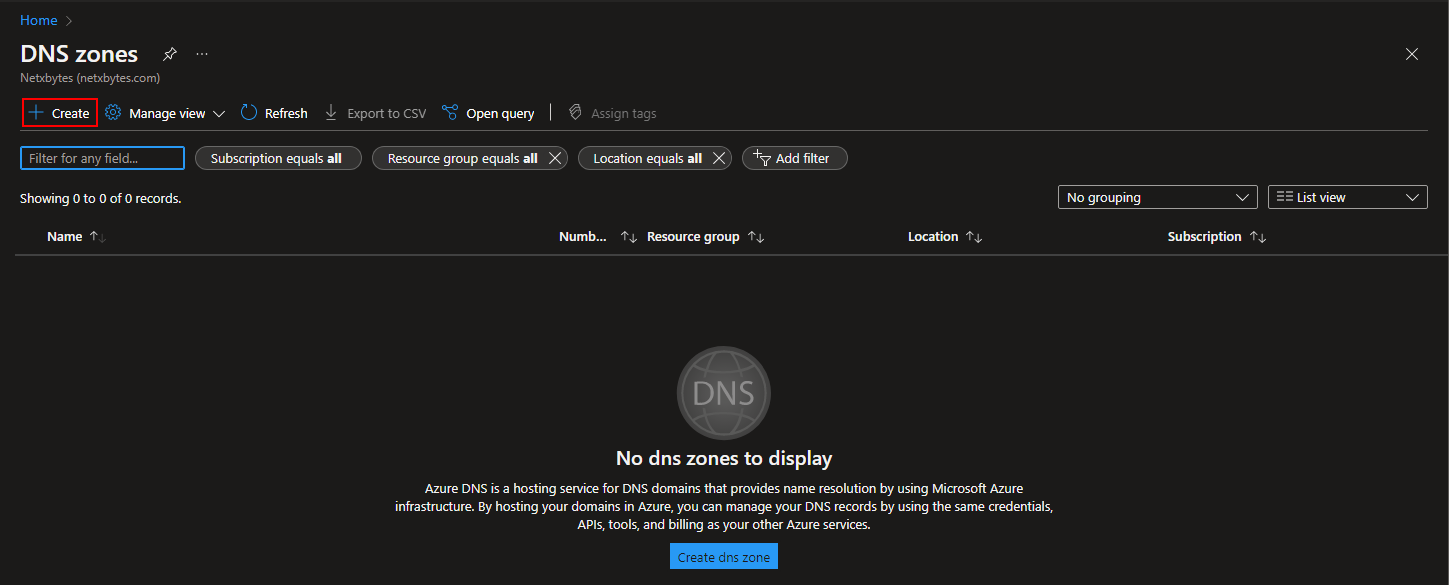 Home
DNS zones
Netxbytes (netxbytes.com)
Create Manage view Refresh Export to CSV Open query Assign tags
Filter for any field... Subscription equals all Resource group equals all Location equals all Add filter
Showing 0 to 0 of 0 records. No grouping List view
Name Numb... Resource group Location Subscription
DNS
No dns zones to display
Azure DNS is a hosting service for DNS domains that provides name resolution by using Microsoft Azure
infrastructure. By hosting your domains in Azure, you can manage your DNS records by using the same credentials,
APIs, tools, and billing as your other Azure services.
Create dns zone